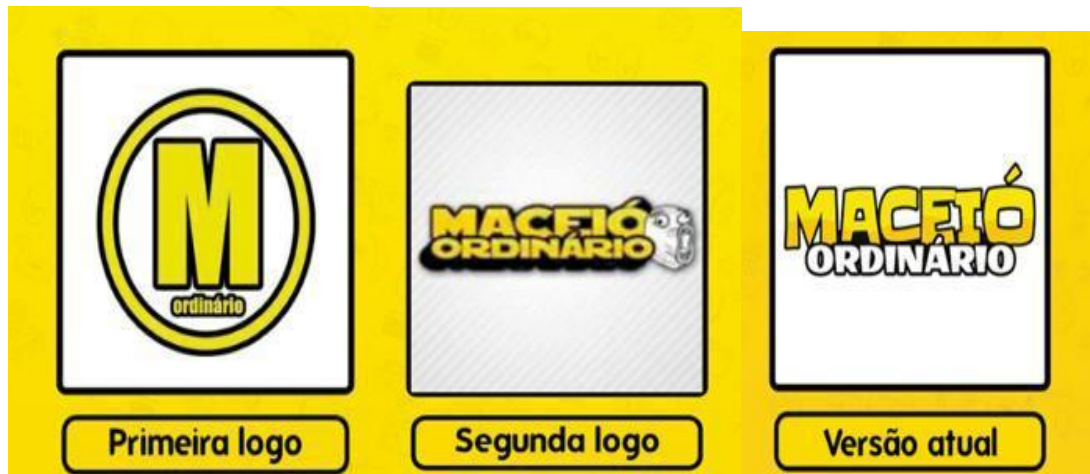 M
ordinário
Primeira logo
MACEIÓ
ORDINÁRIO
Segunda logo
MACEIÓ
ORDINÁRIO
Versão atual